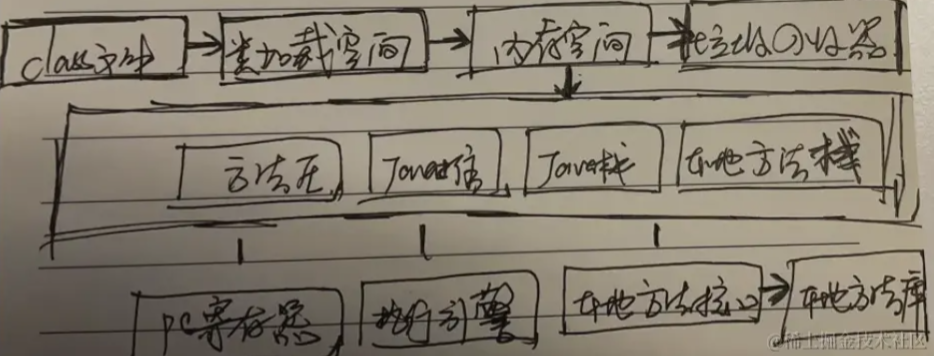 class文件 类加载空间 内存空间 垃圾回收器
方法区 Java堆 Java栈 本地方法栈
PC寄存器 执行引擎 本地方法接口 本地方法库
@稀土掘金技术社区